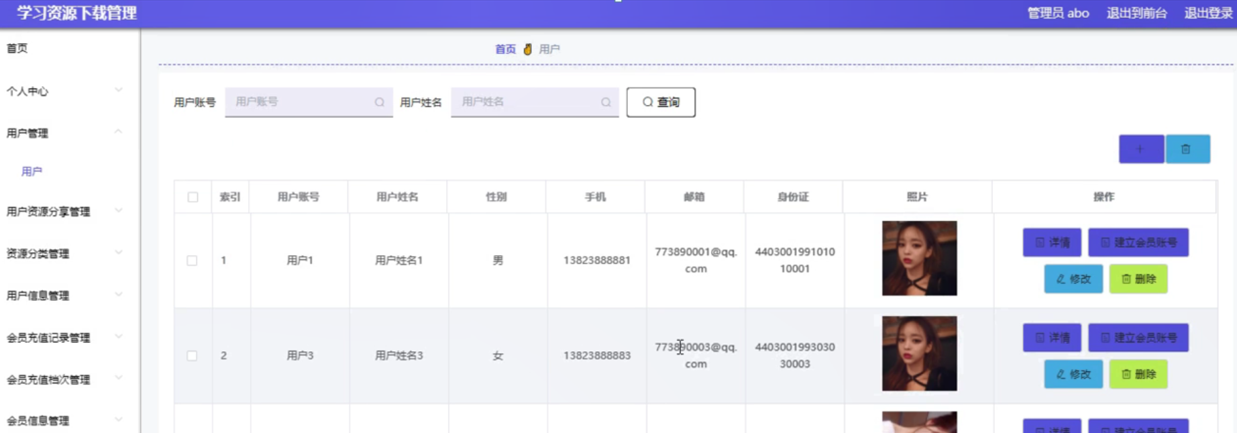 学习资源下载管理 管理员 abo 退出到前台 退出登录
首页
个人中心
用户管理
用户
用户资源分享管理
资源分类管理
用户信息管理
会员充值记录管理
会员充值档次管理
会员信息管理
首页 用户
用户账号 用户账号 用户姓名 用户姓名 查询
+
索引 用户账号 用户姓名 性别 手机 邮箱 身份证 照片 操作
1 用户1 用户姓名1 男 13823888881 773890001@qq.com 440300199101010001 详情 建立会员账号
修改 删除
2 用户3 用户姓名3 女 13823888883 773890003@qq.com 440300199303030003 详情 建立会员账号
修改 删除
详情 建立会员账号